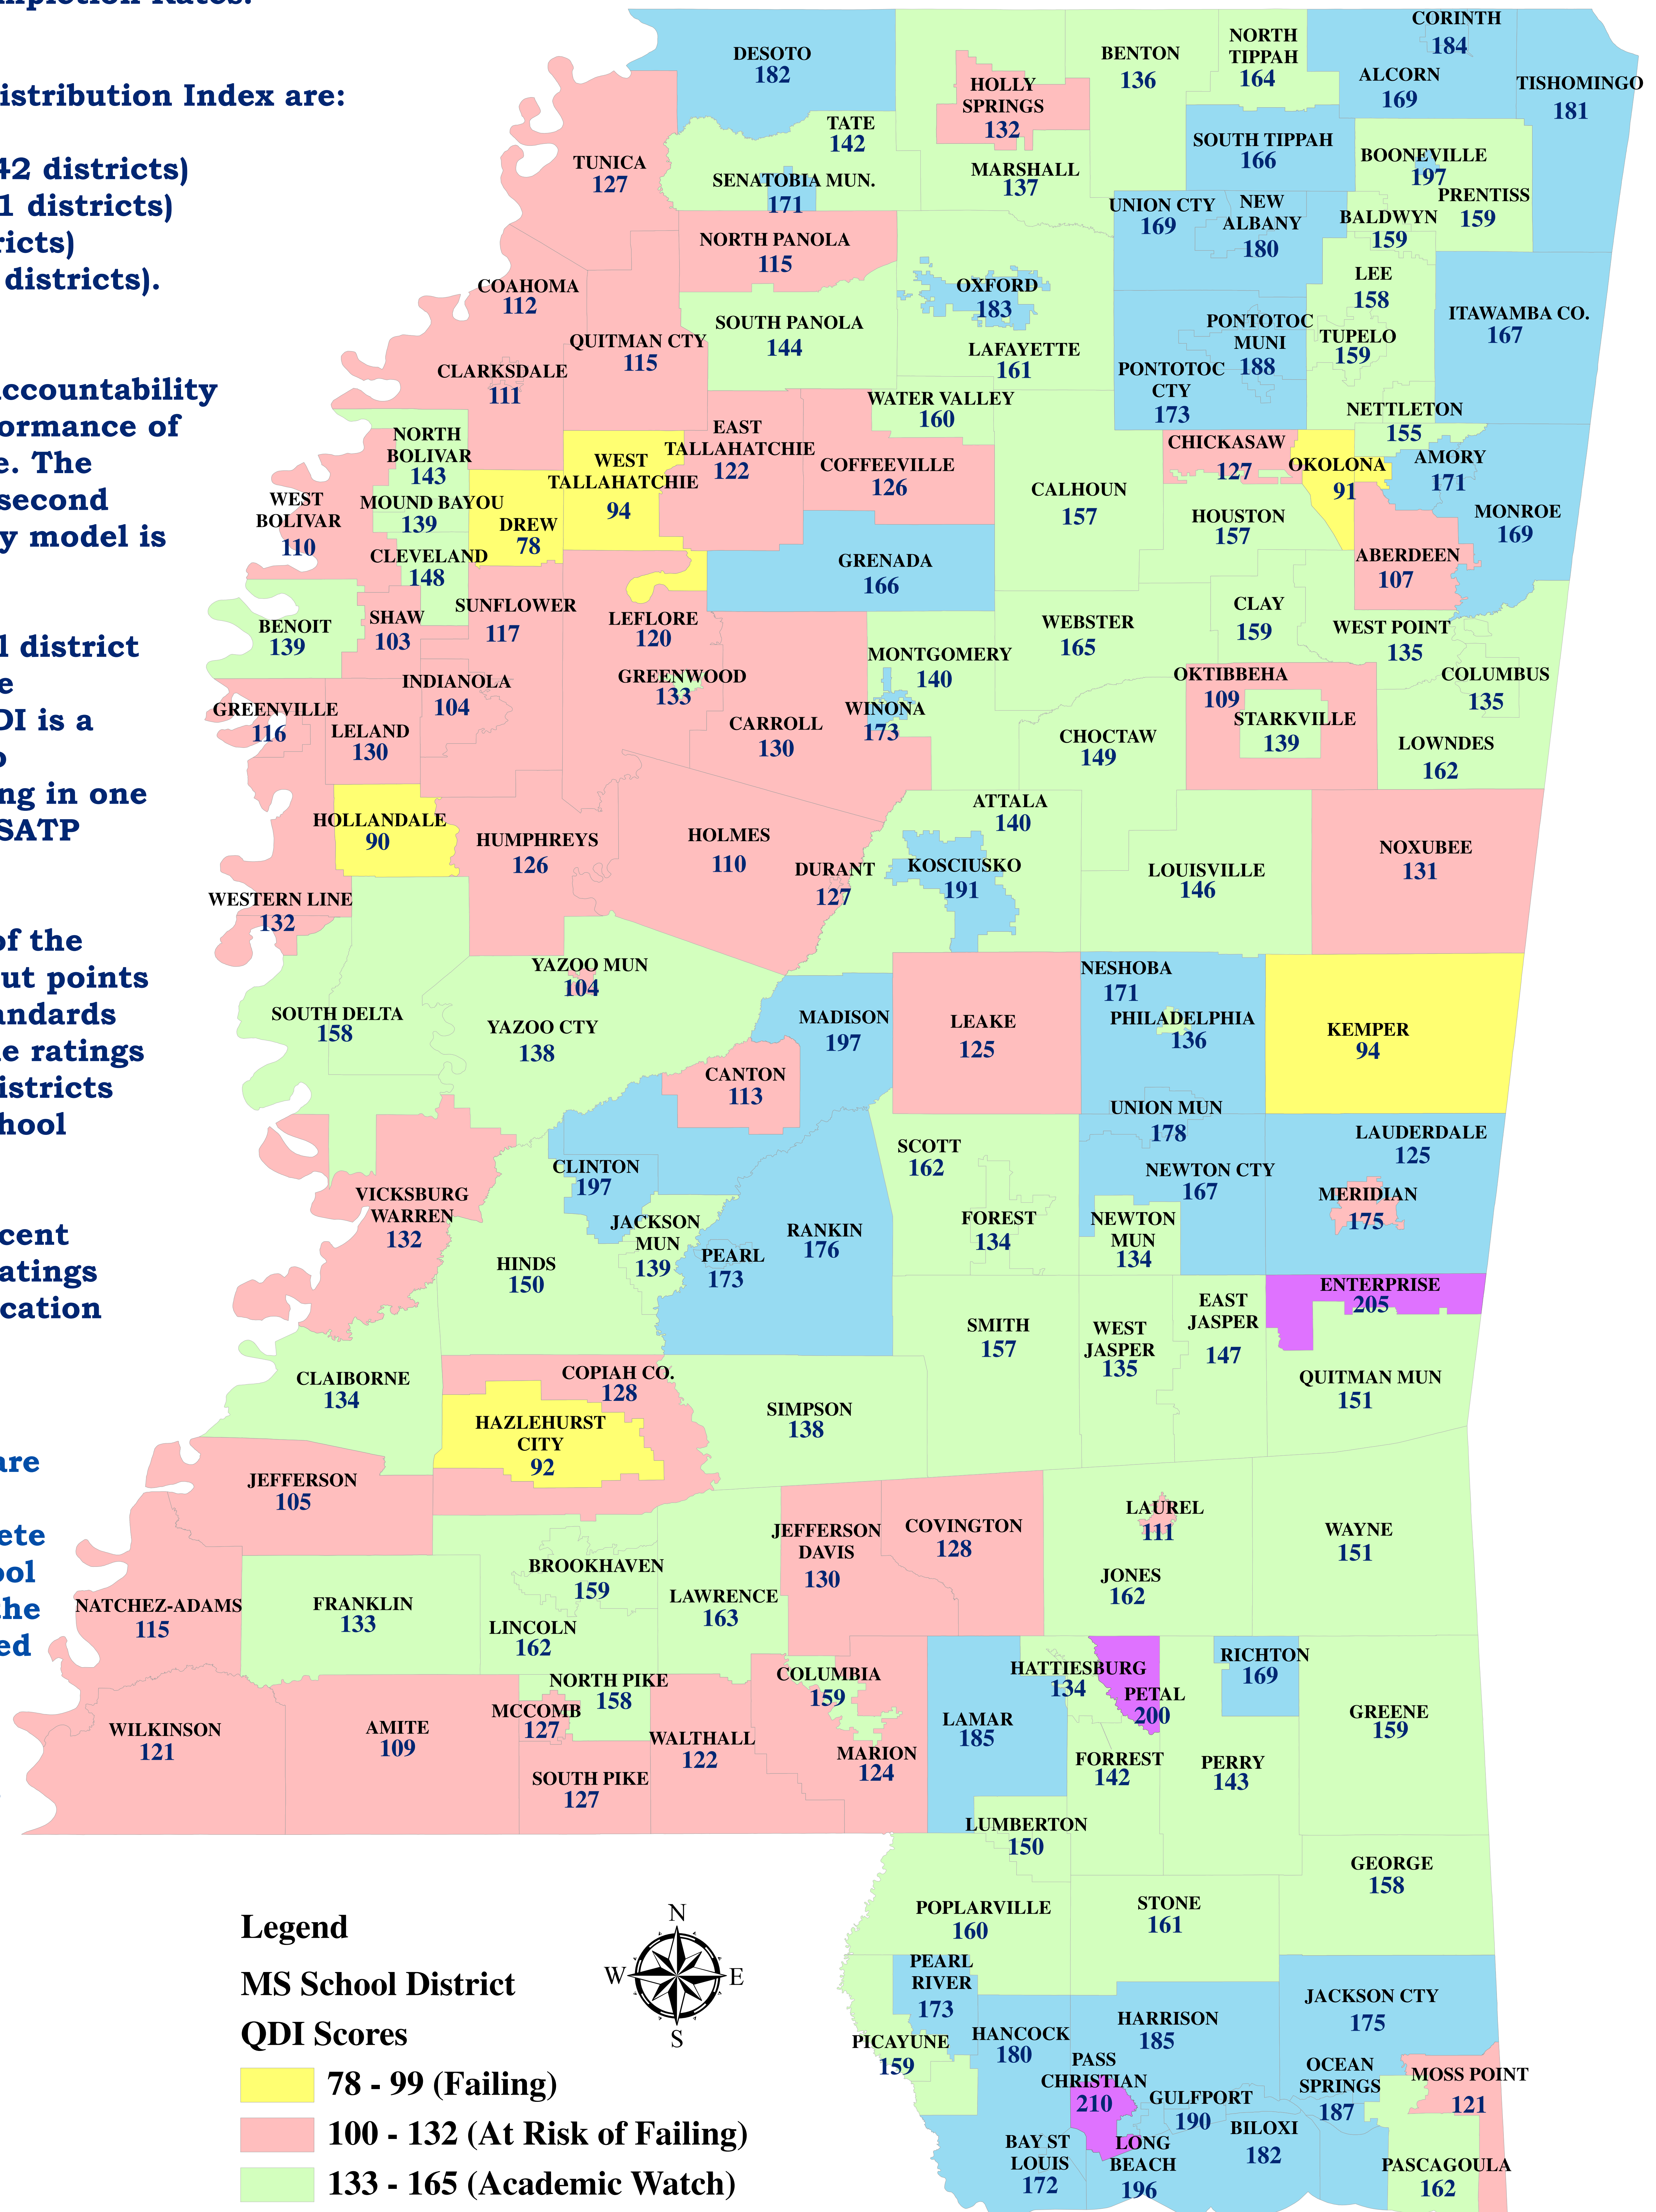 mpletion Rates.
istribution Index are:
42 districts)
1 districts)
ricts)
districts).
accountability
ormance of
e. The
second
y model is
l district
e
DI is a
o
ng in one
SATP
of the
ut points
andards
e ratings
istricts
hool
cent
atings
cation
are
ete
ool
the
ed
DESOTO
182
HOLLY
SPRINGS
132
BENTON
136
NORTH
TIPPAH
164
CORINTH
184
ALCORN
169
TISHOMINGO
181
TUNICA
127
TATE
142
SENATOBIA MUN.
171
MARSHALL
137
SOUTH TIPPAH
166
BOONEVILLE
197
PRENTISS
159
UNION CTY
169
NEW
ALBANY
180
BALDWYN
159
NORTH PANOLA
115
COAHOMA
112
OXFORD
183
LEE
158
ITAWAMBA CO.
167
QUITMAN CTY
115
SOUTH PANOLA
144
LAFAYETTE
161
PONTOTOC
MUNI
188
TUPELO
159
CLARKSDALE
111
PONTOTOC
CTY
173
WATER VALLEY
160
NETTLETON
155
NORTH
BOLIVAR
143
WEST
TALLAHATCHIE
94
EAST
TALLAHATCHIE
122
COFFEEVILLE
126
CALHOUN
157
CHICKASAW
127
OKOLONA
91
AMORY
171
WEST
BOLIVAR
110
MOUND BAYOU
139
DREW
78
HOUSTON
157
MONROE
169
CLEVELAND
148
GRENADA
166
ABERDEEN
107
BENOIT
139
SHAW
103
SUNFLOWER
117
LEFLORE
120
WEBSTER
165
CLAY
159
WEST POINT
135
MONTGOMERY
140
INDIANOLA
104
GREENWOOD
133
OKTIBBEHA
109
COLUMBUS
135
GREENVILLE
116
LELAND
130
CARROLL
130
WINONA
173
CHOCTAW
149
STARKVILLE
139
LOWNDES
162
HOLLANDALE
90
HUMPHREYS
126
HOLMES
110
DURANT
127
ATTALA
140
KOSCIUSKO
191
LOUISVILLE
146
NOXUBEE
131
WESTERN LINE
132
YAZOO MUN
104
SOUTH DELTA
158
YAZOO CTY
138
MADISON
197
LEAKE
125
NESHOBA
171
PHILADELPHIA
136
KEMPER
94
CANTON
113
UNION MUN
178
LAUDERDALE
125
SCOTT
162
CLINTON
197
NEWTON CTY
167
MERIDIAN
175
VICKSBURG
WARREN
132
JACKSON
MUN
139
PEARL
173
RANKIN
176
FOREST
134
NEWTON
MUN
134
HINDS
150
ENTERPRISE
205
SMITH
157
WEST
JASPER
135
EAST
JASPER
147
QUITMAN MUN
151
CLAIBORNE
134
COPIAH CO.
128
HAZLEHURST
CITY
92
SIMPSON
138
JEFFERSON
105
JEFFERSON
DAVIS
130
COVINGTON
128
LAUREL
111
WAYNE
151
BROOKHAVEN
159
JONES
162
NATCHEZ-ADAMS
115
FRANKLIN
133
LINCOLN
162
LAWRENCE
163
NORTH PIKE
158
COLUMBIA
159
HATTIESBURG
134
PETAL
200
RICHTON
169
WILKINSON
121
AMITE
109
MCCOMB
127
WALTHALL
122
MARION
124
LAMAR
185
GREENE
159
SOUTH PIKE
127
FORREST
142
PERRY
143
LUMBERTON
150
GEORGE
158
POPLARVILLE
160
STONE
161
PEARL
RIVER
173
JACKSON CTY
175
PICAYUNE
159
HANCOCK
180
HARRISON
185
PASS
CHRISTIAN
210
GULFPORT
190
OCEAN
SPRINGS
187
MOSS POINT
121
BILOXI
182
BAY ST
LOUIS
172
LONG
BEACH
196
PASCAGOULA
162
N
W E
S
Legend
MS School District
QDI Scores
78 - 99 (Failing)
100 - 132 (At Risk of Failing)
133 - 165 (Academic Watch)